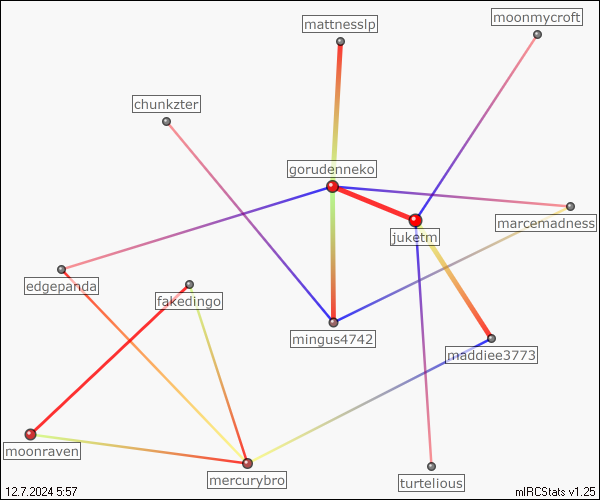 mattnesslp
moonmycroft
chunkzter
gorudenneko
marcemadness
juketm
edgepanda
fakedingo
mingus4742
maddiee3773
moonraven
mercurybro
turtelious
12.7.2024 5:57
mIRCStats v1.25